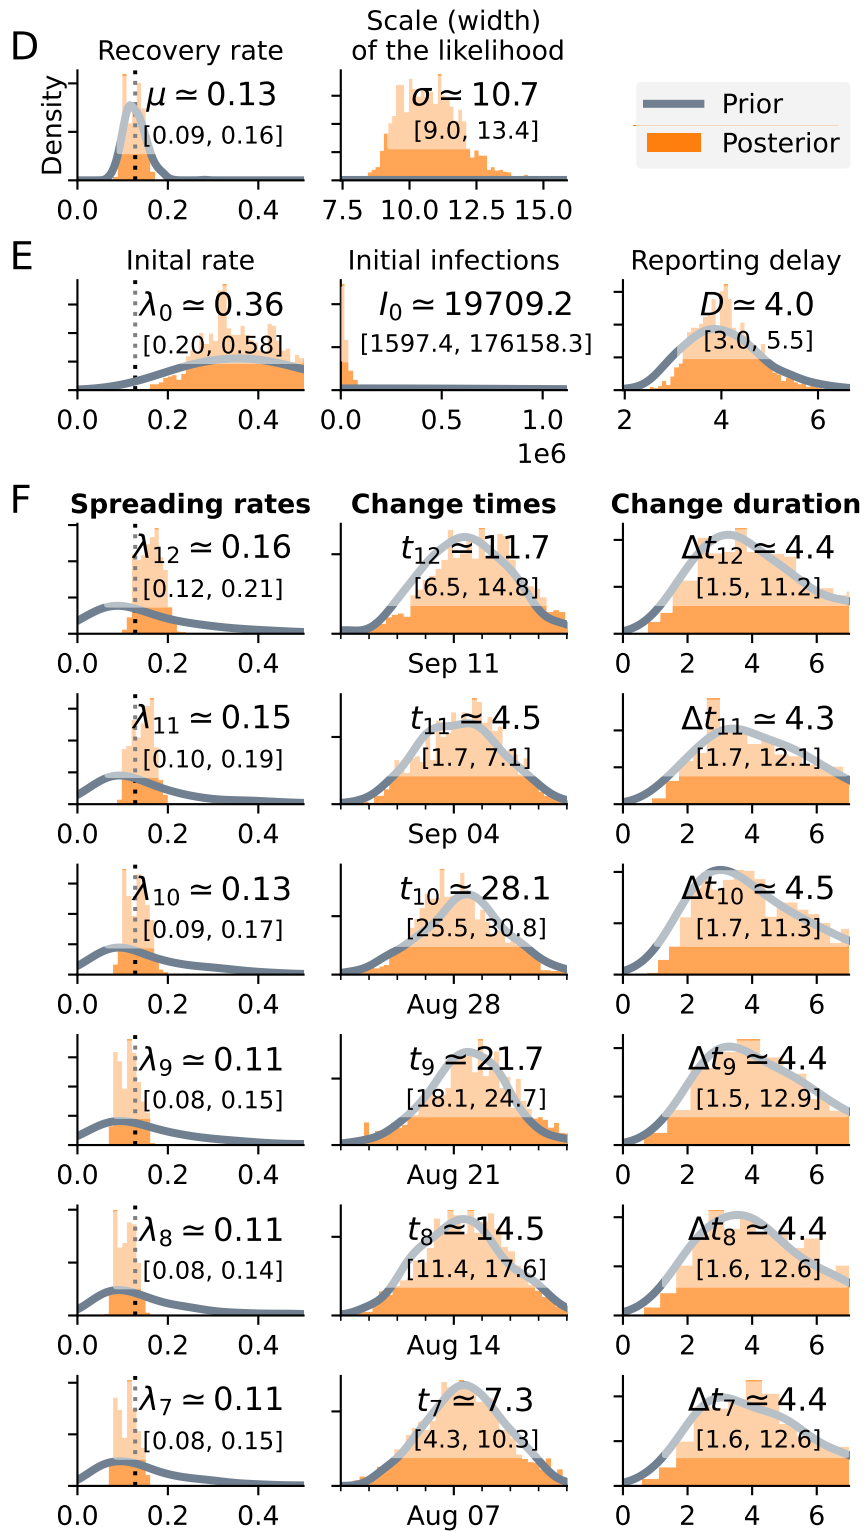 D
Recovery rate
Scale (width)
of the likelihood
Density
μ ≃ 0.13
[0.09, 0.16]
0.0 0.2 0.4
σ ≃ 10.7
[9.0, 13.4]
7.5 10.0 12.5 15.0
Prior
Posterior
E
Inital rate
Initial infections
Reporting delay
λ0 ≃ 0.36
[0.20, 0.58]
0.0 0.2 0.4
I0 ≃ 19709.2
[1597.4, 176158.3]
0.0 0.5 1.0
1e6
D ≃ 4.0
[3.0, 5.5]
2 4 6
F
Spreading rates
Change times
Change duration
λ12 ≃ 0.16
[0.12, 0.21]
0.0 0.2 0.4
t12 ≃ 11.7
[6.5, 14.8]
Sep 11
Δt12 ≃ 4.4
[1.5, 11.2]
0 2 4 6
λ11 ≃ 0.15
[0.10, 0.19]
0.0 0.2 0.4
t11 ≃ 4.5
[1.7, 7.1]
Sep 04
Δt11 ≃ 4.3
[1.7, 12.1]
0 2 4 6
λ10 ≃ 0.13
[0.09, 0.17]
0.0 0.2 0.4
t10 ≃ 28.1
[25.5, 30.8]
Aug 28
Δt10 ≃ 4.5
[1.7, 11.3]
0 2 4 6
λ9 ≃ 0.11
[0.08, 0.15]
0.0 0.2 0.4
t9 ≃ 21.7
[18.1, 24.7]
Aug 21
Δt9 ≃ 4.4
[1.5, 12.9]
0 2 4 6
λ8 ≃ 0.11
[0.08, 0.14]
0.0 0.2 0.4
t8 ≃ 14.5
[11.4, 17.6]
Aug 14
Δt8 ≃ 4.4
[1.6, 12.6]
0 2 4 6
λ7 ≃ 0.11
[0.08, 0.15]
0.0 0.2 0.4
t7 ≃ 7.3
[4.3, 10.3]
Aug 07
Δt7 ≃ 4.4
[1.6, 12.6]
0 2 4 6